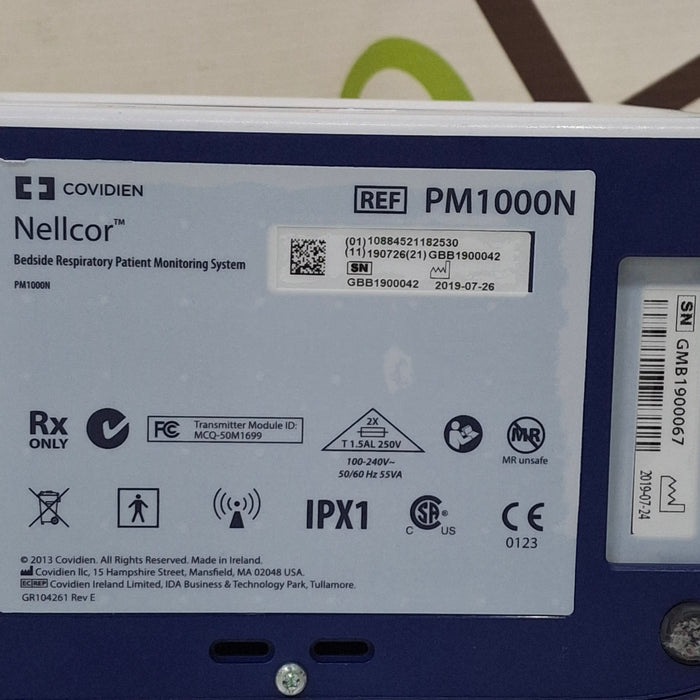 COVIDIEN
REF PM1000N
Nellcor™
Bedside Respiratory Patient Monitoring System
PM1000N
(01)10884521182530
(11)190726(21)GBB1900042
SN
GBB1900042 2019-07-26
SN GMB1900067
2019-07-24
Rx
ONLY
FC Transmitter Module ID:
MCQ-50M1699
2X
T 1.5AL 250V
100-240V~
50/60 Hz 55VA
MR
MR unsafe
IPX1
C SA® US
CE
0123
© 2013 Covidien. All Rights Reserved. Made in Ireland.
Covidien llc, 15 Hampshire Street, Mansfield, MA 02048 USA.
EC REP Covidien Ireland Limited, IDA Business & Technology Park, Tullamore.
GR104261 Rev E